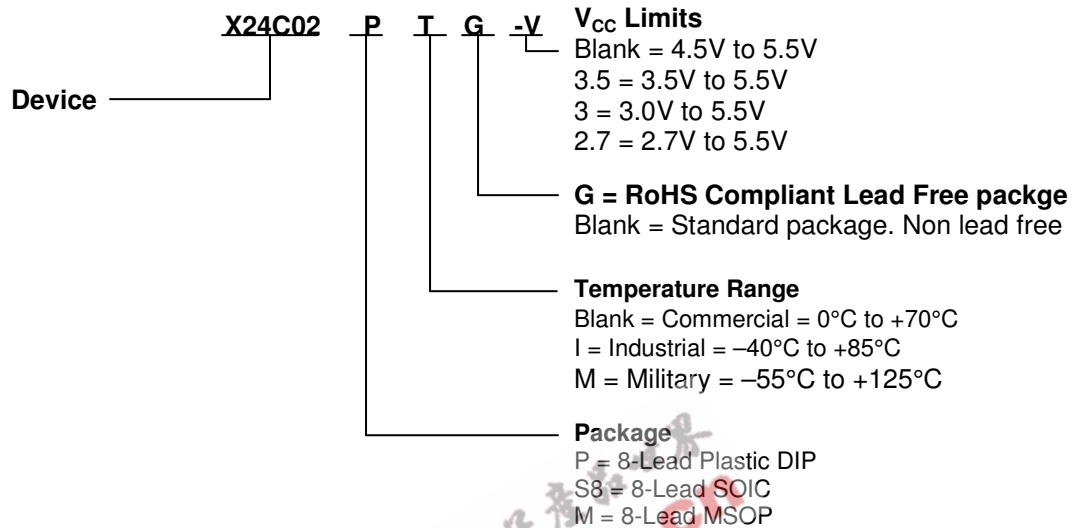 X24C02 P T G -V
Device
VCC Limits
Blank = 4.5V to 5.5V
3.5 = 3.5V to 5.5V
3 = 3.0V to 5.5V
2.7 = 2.7V to 5.5V
G = RoHS Compliant Lead Free packge
Blank = Standard package. Non lead free
Temperature Range
Blank = Commercial = 0°C to +70°C
I = Industrial = –40°C to +85°C
M = Military = –55°C to +125°C
Package
P = 8-Lead Plastic DIP
S8 = 8-Lead SOIC
M = 8-Lead MSOP